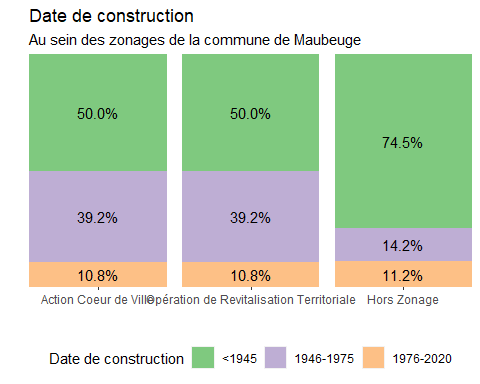 Date de construction
Au sein des zonages de la commune de Maubeuge
50.0% 50.0% 74.5%
39.2% 39.2% 14.2%
10.8% 10.8% 11.2%
Action Coeur de Ville Opération de Revitalisation Territoriale Hors Zonage
Date de construction <1945 1946-1975 1976-2020